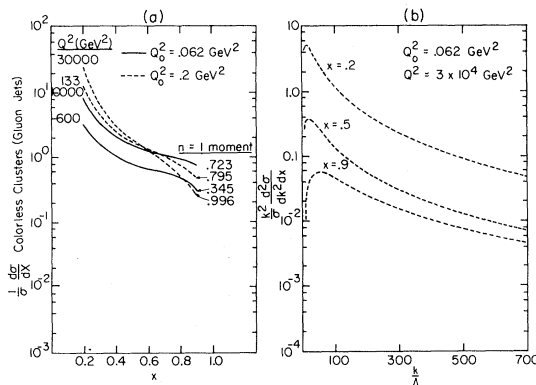 (a)
Q² (GeV²)
30000
133
0000
600
Q₀² = .062 GeV²
Q₀² = .2 GeV²
n = 1 moment
.723
.795
.345
.996
1/σ dσ/dX Colorless Clusters (Gluon Jets)
10²
10¹
10⁰
10⁻¹
10⁻³
0
0.2
0.4
0.6
0.8
1.0
x
(b)
Q₀² = .062 GeV²
Q² = 3 x 10⁴ GeV²
x = .2
x = .5
x = .9
k²/σ d²σ/dk²dx
10
1.0
0.1
10⁻²
10⁻³
10⁻⁴
100
300
500
700
k/Λ